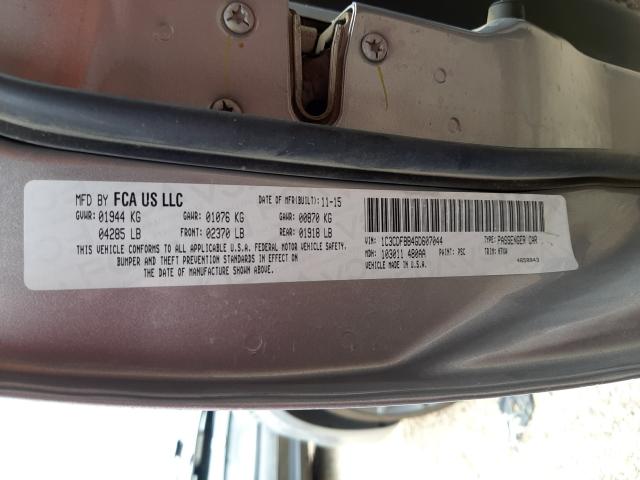 MFD BY FCA US LLC DATE OF MFR(BUILT): 11-15
GVWR: 01944 KG GAWR: 01076 KG GAWR: 00870 KG
04285 LB FRONT: 02370 LB REAR: 01918 LB
THIS VEHICLE CONFORMS TO ALL APPLICABLE U.S.A. FEDERAL MOTOR VEHICLE SAFETY,
BUMPER AND THEFT PREVENTION STANDARDS IN EFFECT ON
THE DATE OF MANUFACTURE SHOWN ABOVE.
VIN: 1C3CDFBB4GD607044 TYPE: PASSENGER CAR
MDH: 103011 480AA PAINT: PSC TRIM:
VEHICLE MADE IN U.S.A.